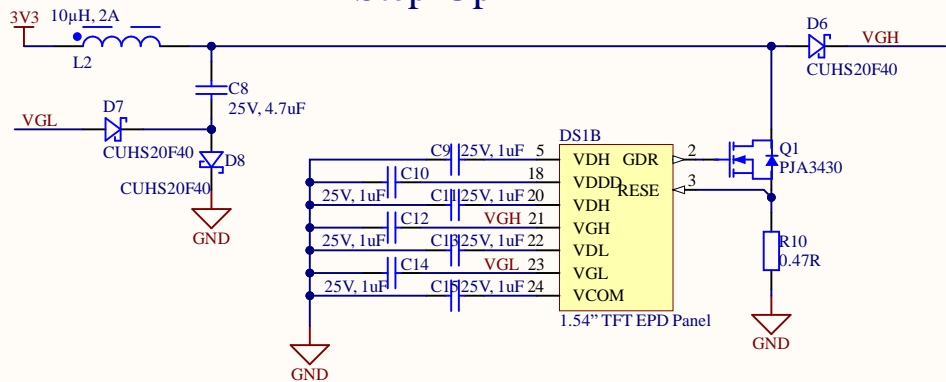 3V3
10µH, 2A
L2
D6
VGH
CUHS20F40
C8
25V, 4.7uF
D7
VGL
CUHS20F40
D8
CUHS20F40
GND
DS1B
C9 25V, 1uF 5 VDH GDR 2
Q1
PJA3430
C10 18 VDDD RESE 3
25V, 1uF C11 25V, 1uF 20 VDH
C12 VGH 21 VGH
25V, 1uF C13 25V, 1uF 22 VDL
R10
0.47R
C14 VGL 23 VGL
25V, 1uF C15 25V, 1uF 24 VCOM
1.54” TFT EPD Panel
GND
GND